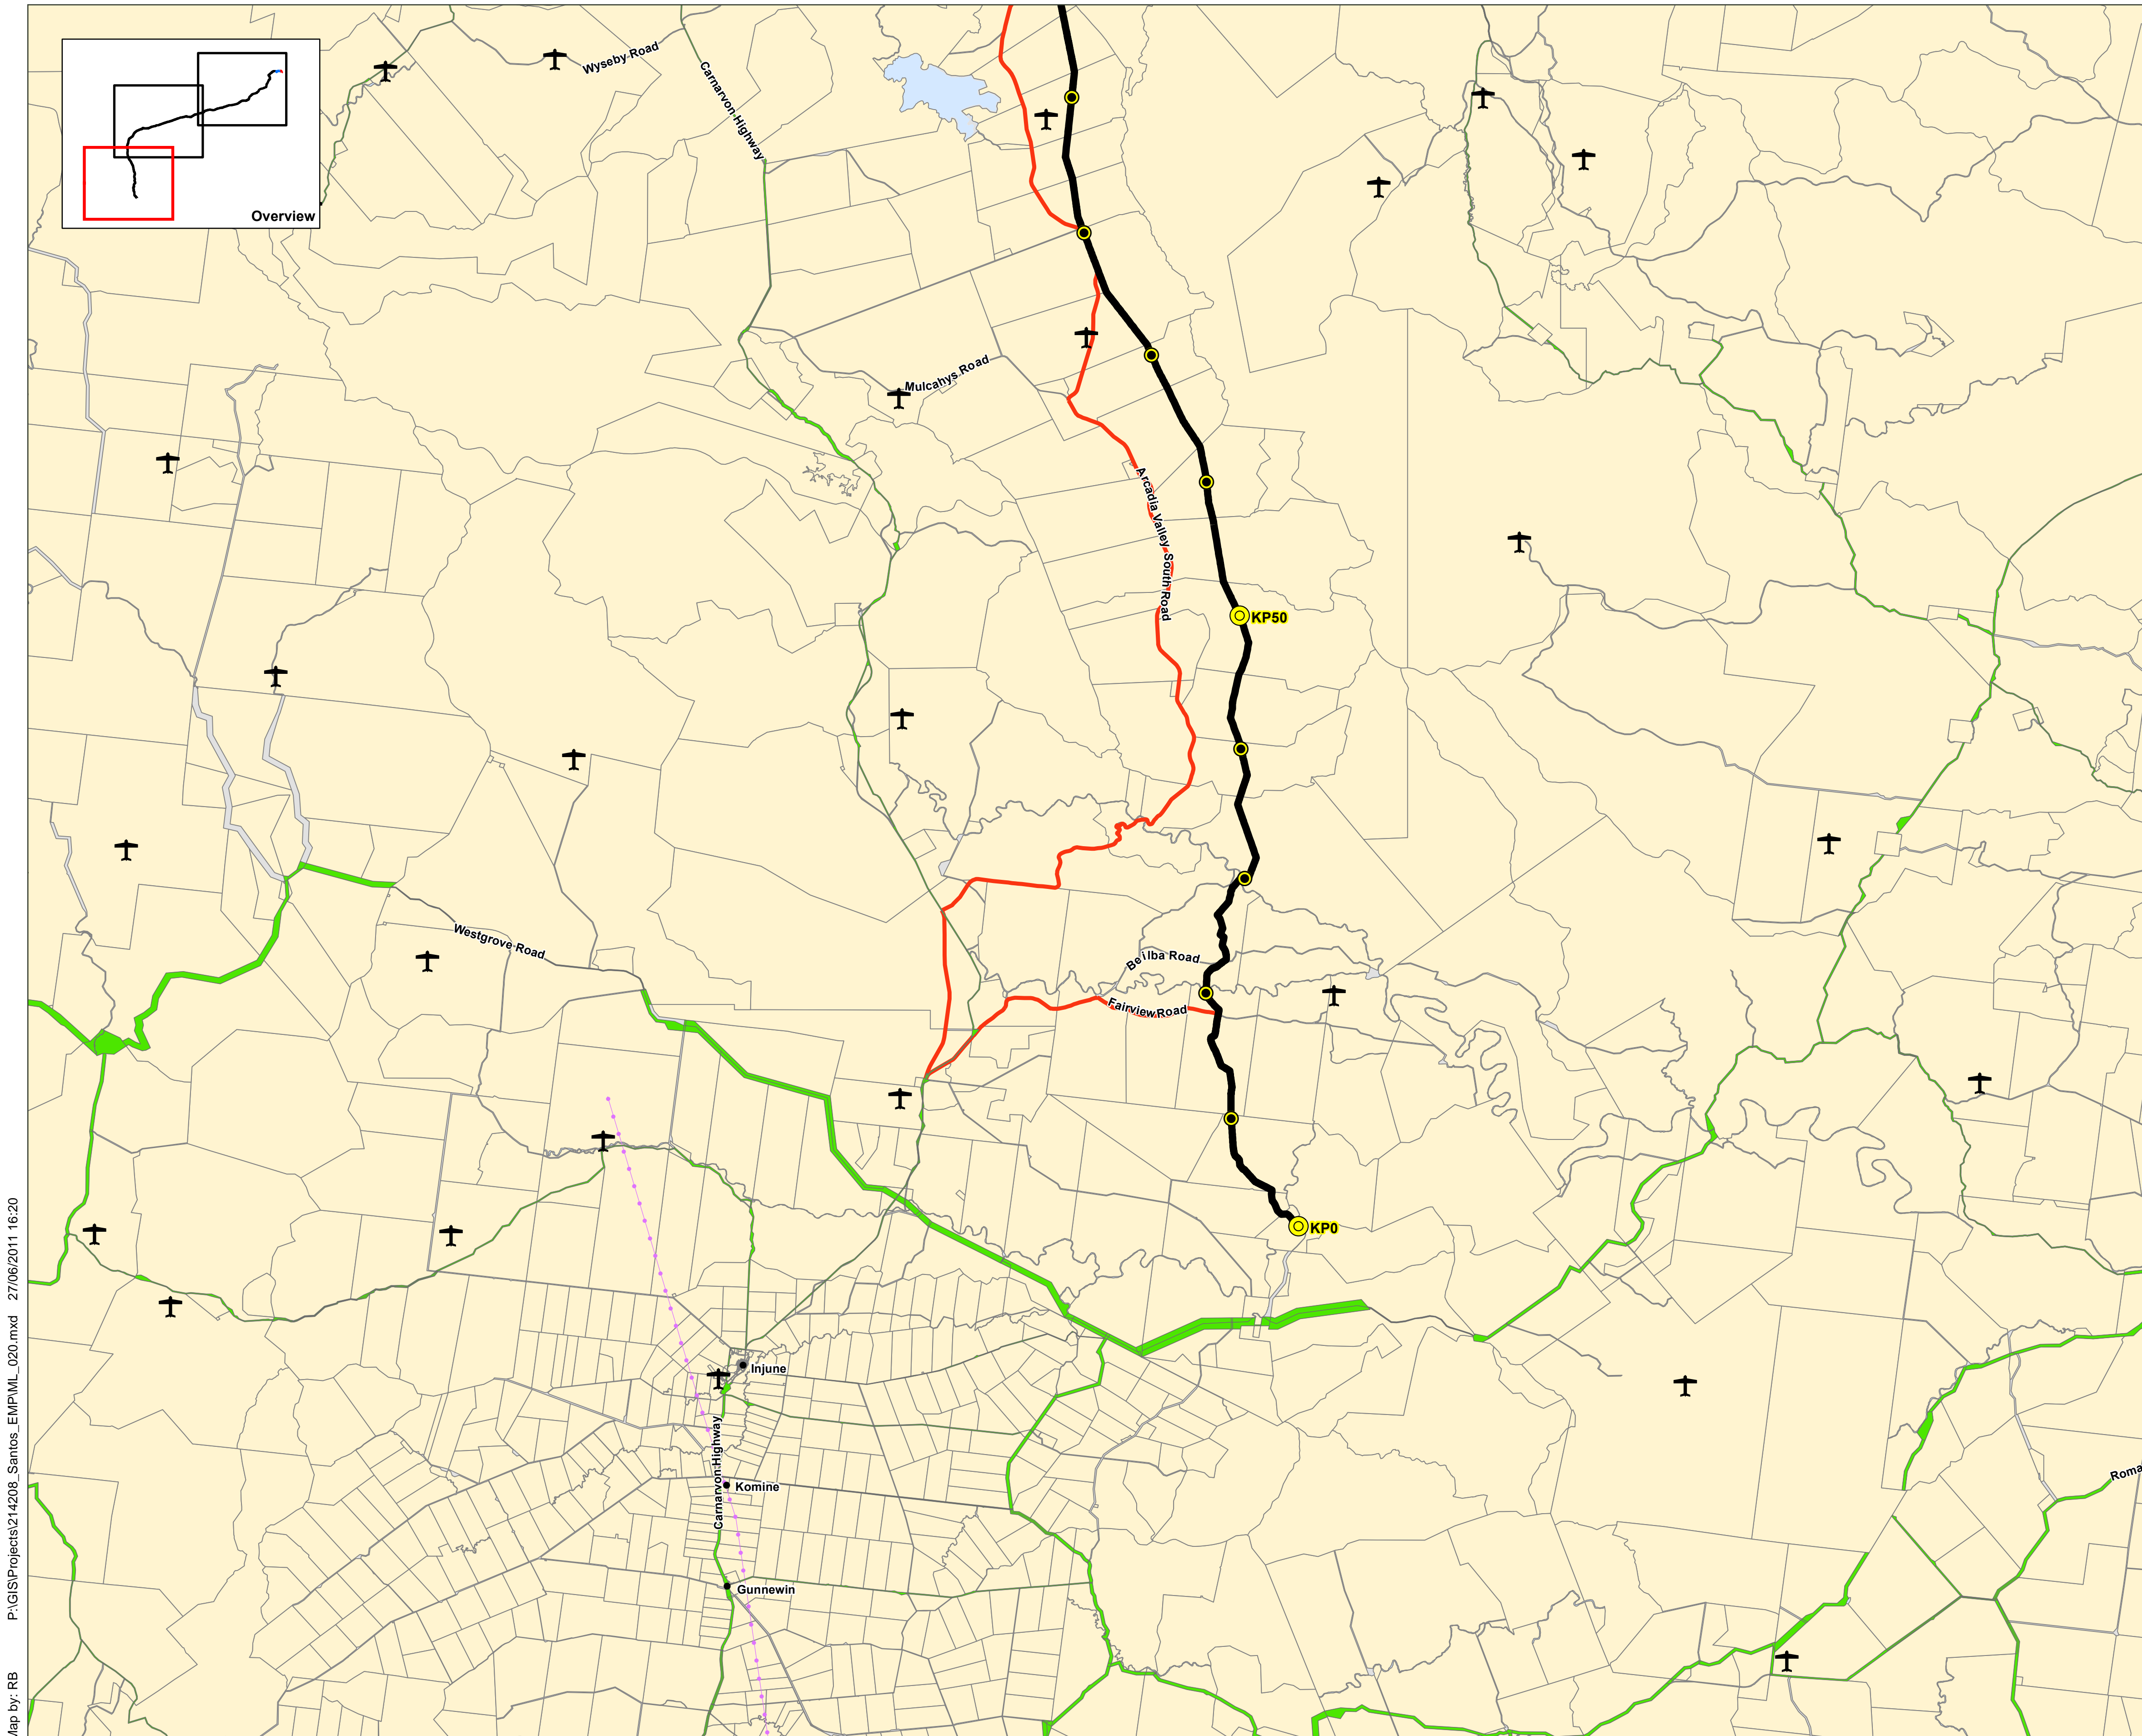 Wyseby Road
Carnarvon Highway
Overview
Mulcahys Road
Arcadia Valley South Road
KP50
Westgrove Road
Beilba Road
Fairview Road
KP0
Injune
Carnarvon Highway
Komine
Gunnewin
Roma
Map by: RB P:\GIS\Projects\214208_Santos_EMP\ML_020.mxd 27/06/2011 16:20